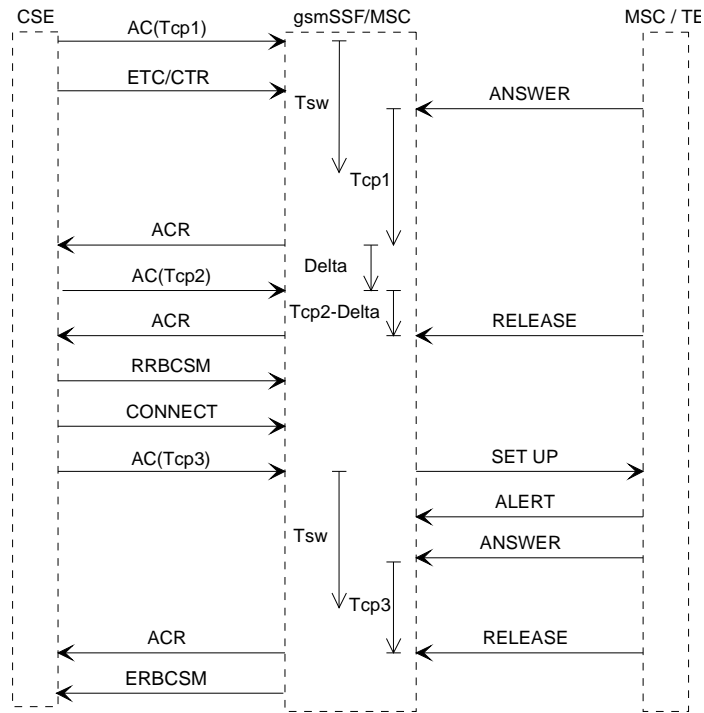 CSE gsmSSF/MSC MSC / TE
AC(Tcp1)
ETC/CTR
Tsw
ANSWER
Tcp1
ACR
Delta
AC(Tcp2)
Tcp2-Delta
ACR
RELEASE
RRBCSM
CONNECT
AC(Tcp3)
SET UP
ALERT
Tsw
ANSWER
Tcp3
ACR
RELEASE
ERBCSM